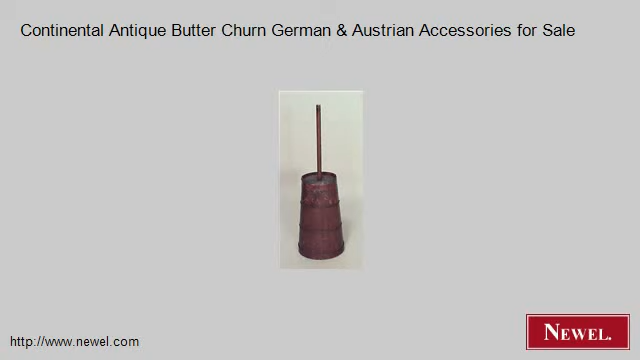 Continental Antique Butter Churn German & Austrian Accessories for Sale
http://www.newel.com
NEWEL.